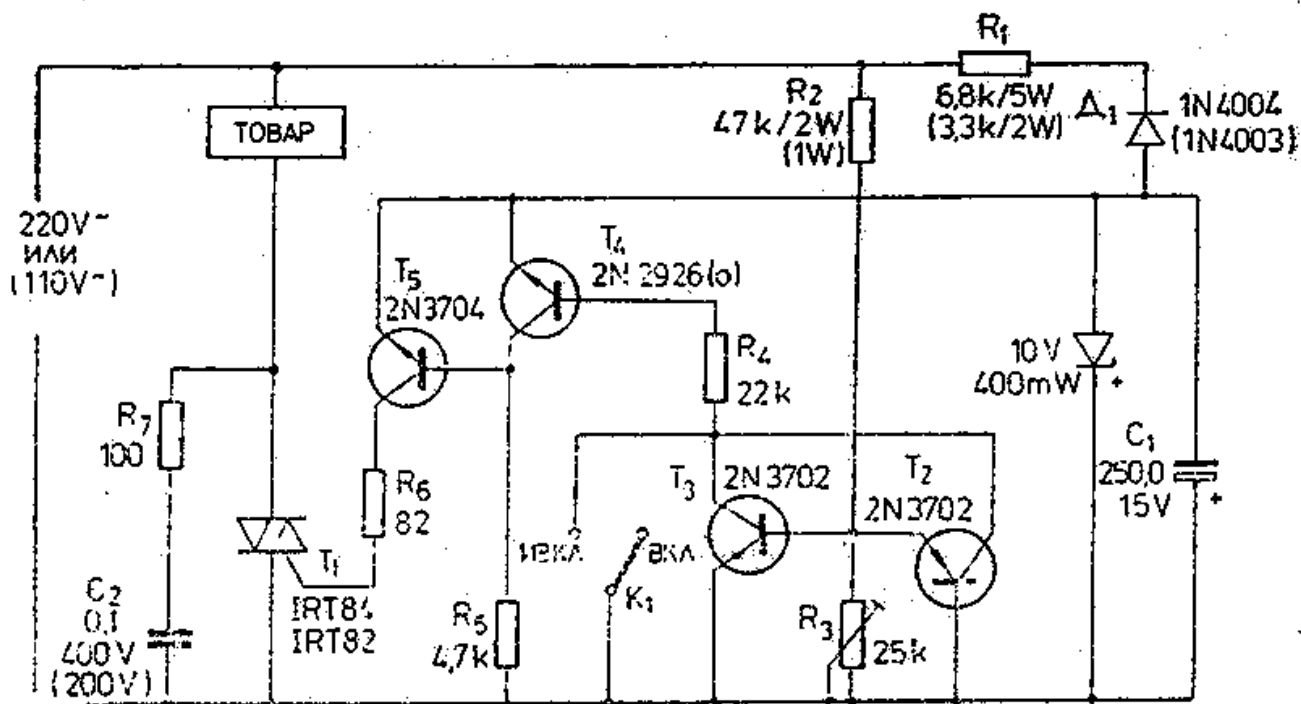 R1
6,8k/5W
(3,3k/2W)
Д1
1N4004
(1N4003)
R2
47k/2W
(1W)
ТОВАР
220V~
ИЛИ
(110V~)
T5
2N3704
T4
2N2926(о)
R4
22k
10V
400mW
+
C1
250,0
15V
+
R7
100
R6
82
T3
2N3702
T2
2N3702
ИЗКЛ
ВКЛ
K1
T1
IRT84
IRT82
C2
0,1
400V
(200V)
R5
4,7k
R3
25k